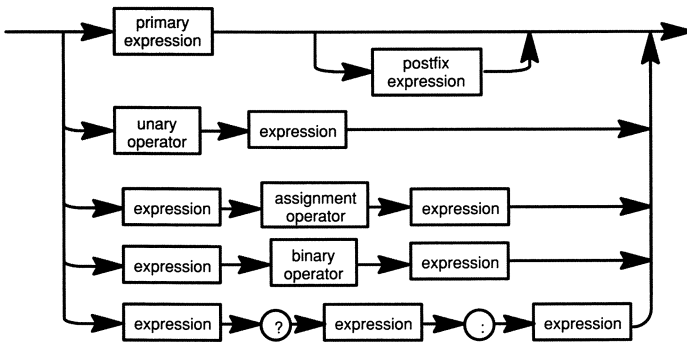 primary
expression
postfix
expression
unary
operator
expression
expression
assignment
operator
expression
expression
binary
operator
expression
expression
?
expression
:
expression